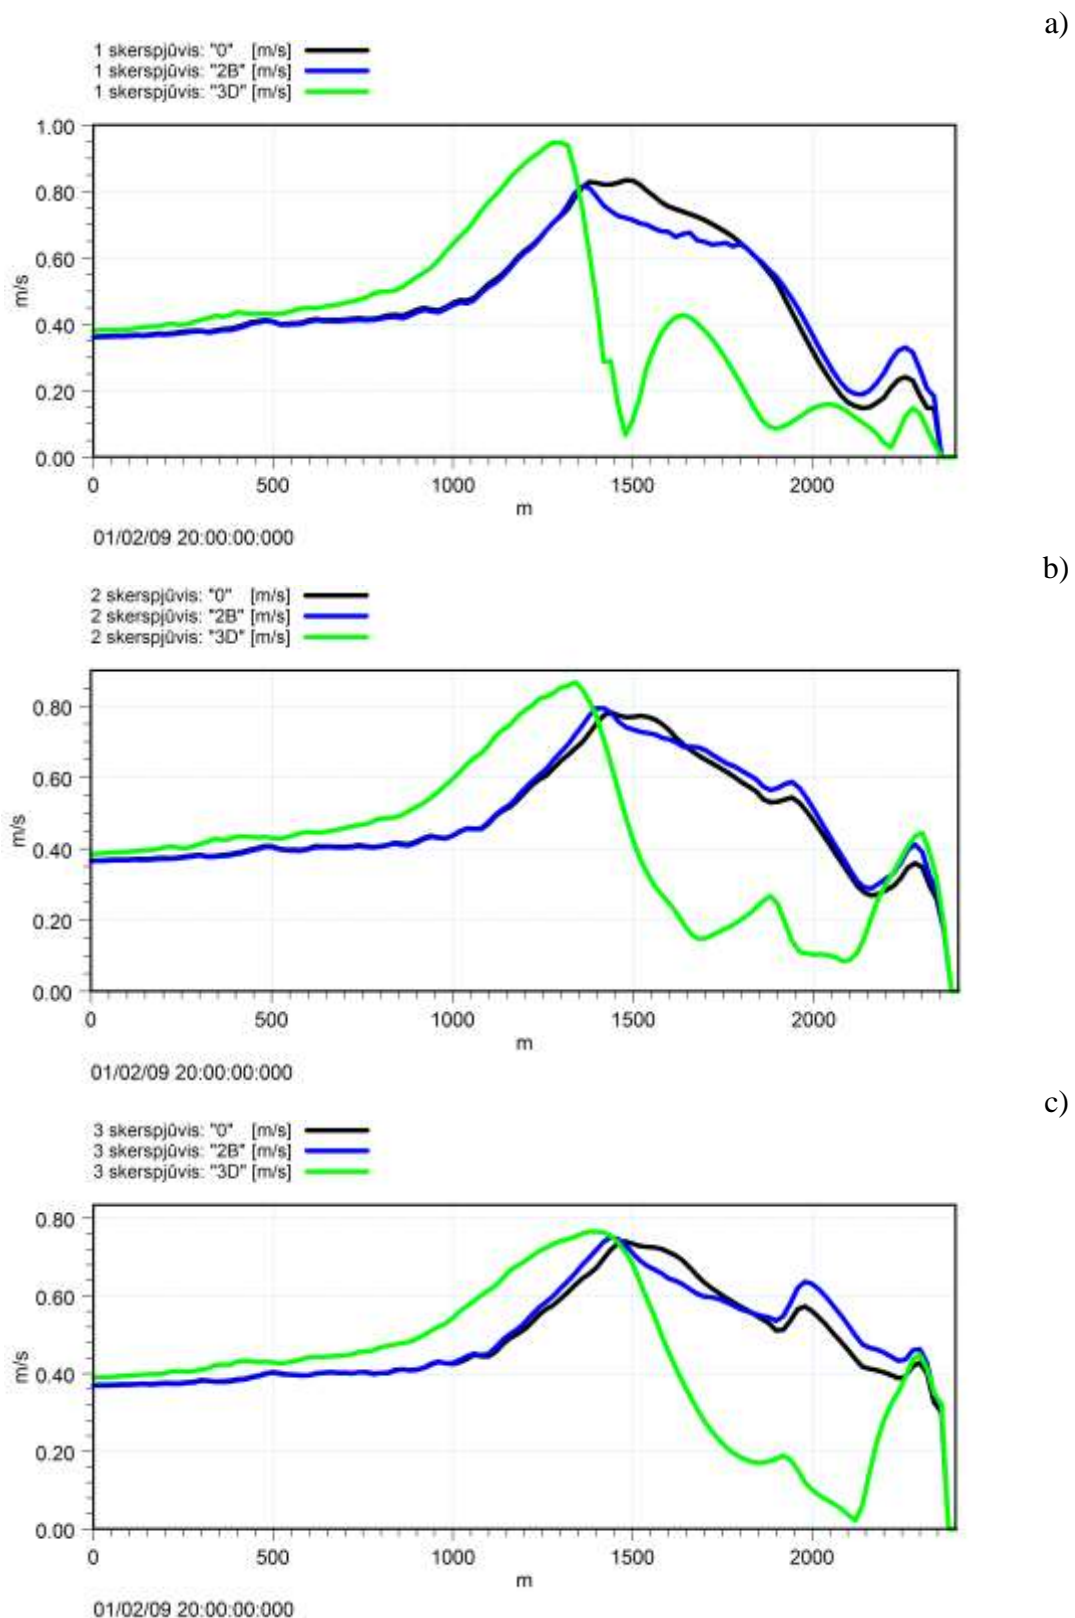 a)
1 skerspjūvis: "0" [m/s]
1 skerspjūvis: "2B" [m/s]
1 skerspjūvis: "3D" [m/s]
1.00
0.80
0.60
0.40
0.20
0.00
m/s
0 500 1000 1500 2000
m
01/02/09 20:00:00:000
b)
2 skerspjūvis: "0" [m/s]
2 skerspjūvis: "2B" [m/s]
2 skerspjūvis: "3D" [m/s]
0.80
0.60
0.40
0.20
0.00
m/s
0 500 1000 1500 2000
m
01/02/09 20:00:00:000
c)
3 skerspjūvis: "0" [m/s]
3 skerspjūvis: "2B" [m/s]
3 skerspjūvis: "3D" [m/s]
0.80
0.60
0.40
0.20
0.00
m/s
0 500 1000 1500 2000
m
01/02/09 20:00:00:000